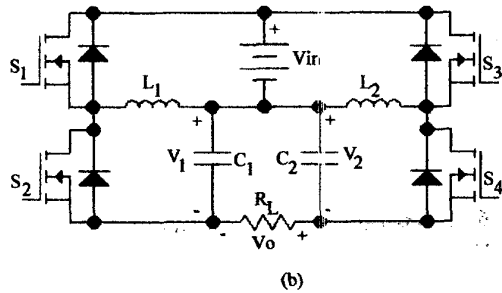 +
S1
Vin
S3
L1
L2
+
+
V1
C1
C2
V2
S2
S4
-
RL
-
Vo
+
(b)